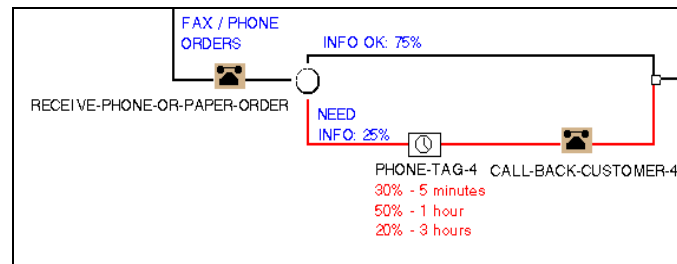 FAX / PHONE
ORDERS
INFO OK: 75%
RECEIVE-PHONE-OR-PAPER-ORDER
NEED
INFO: 25%
PHONE-TAG-4
CALL-BACK-CUSTOMER-4
30% - 5 minutes
50% - 1 hour
20% - 3 hours